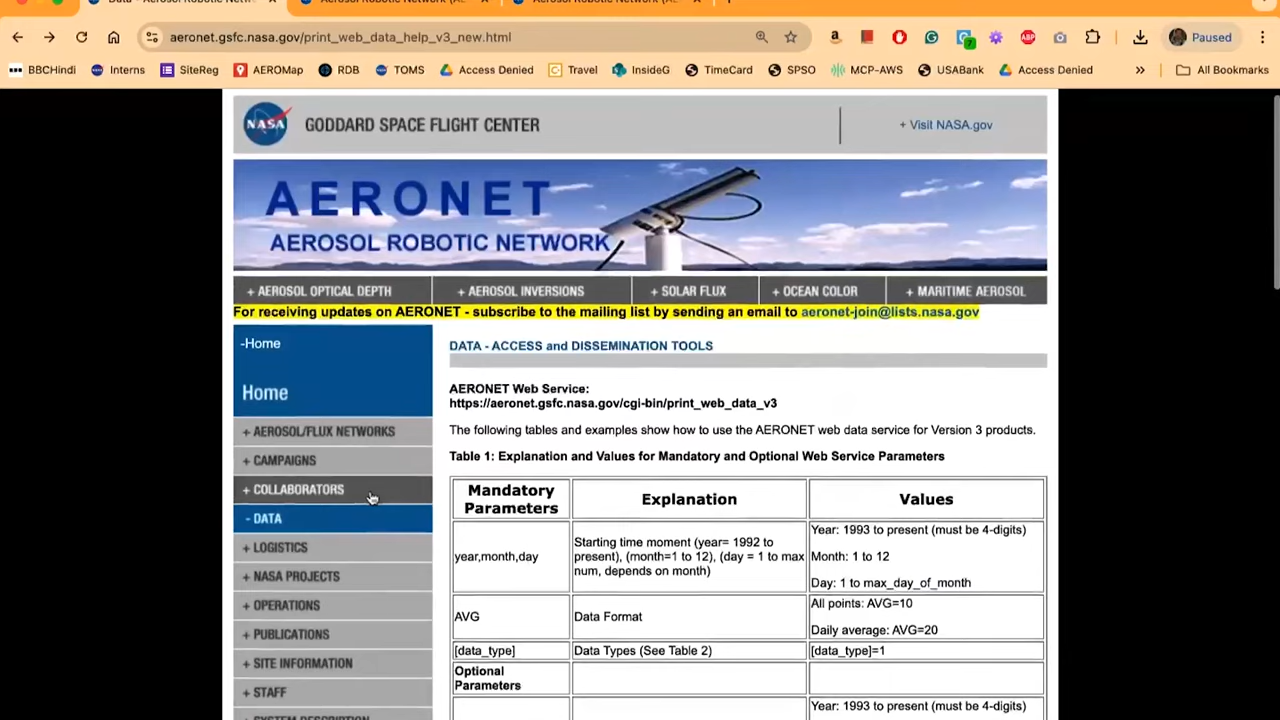 aeronet.gsfc.nasa.gov/print_web_data_help_v3_new.html
7
Paused
BBCHindi
Interns
SiteReg
AEROMap
RDB
TOMS
Access Denied
Travel
InsideG
TimeCard
SPSO
MCP-AWS
USABank
Access Denied
All Bookmarks
NASA
GODDARD SPACE FLIGHT CENTER
+ Visit NASA.gov
AERONET
AEROSOL ROBOTIC NETWORK
+ AEROSOL OPTICAL DEPTH
+ AEROSOL INVERSIONS
+ SOLAR FLUX
+ OCEAN COLOR
+ MARITIME AEROSOL
For receiving updates on AERONET - subscribe to the mailing list by sending an email to aeronet-join@lists.nasa.gov
-Home
Home
+ AEROSOL/FLUX NETWORKS
+ CAMPAIGNS
+ COLLABORATORS
- DATA
+ LOGISTICS
+ NASA PROJECTS
+ OPERATIONS
+ PUBLICATIONS
+ SITE INFORMATION
+ STAFF
DATA - ACCESS and DISSEMINATION TOOLS
AERONET Web Service:
https://aeronet.gsfc.nasa.gov/cgi-bin/print_web_data_v3
The following tables and examples show how to use the AERONET web data service for Version 3 products.
Table 1: Explanation and Values for Mandatory and Optional Web Service Parameters
Mandatory
Parameters
Explanation
Values
year,month,day
Starting time moment (year= 1992 to
present), (month=1 to 12), (day = 1 to max
num, depends on month)
Year: 1993 to present (must be 4-digits)
Month: 1 to 12
Day: 1 to max_day_of_month
AVG
Data Format
All points: AVG=10
Daily average: AVG=20
[data_type]
Data Types (See Table 2)
[data_type]=1
Optional
Parameters
Year: 1993 to present (must be 4-digits)